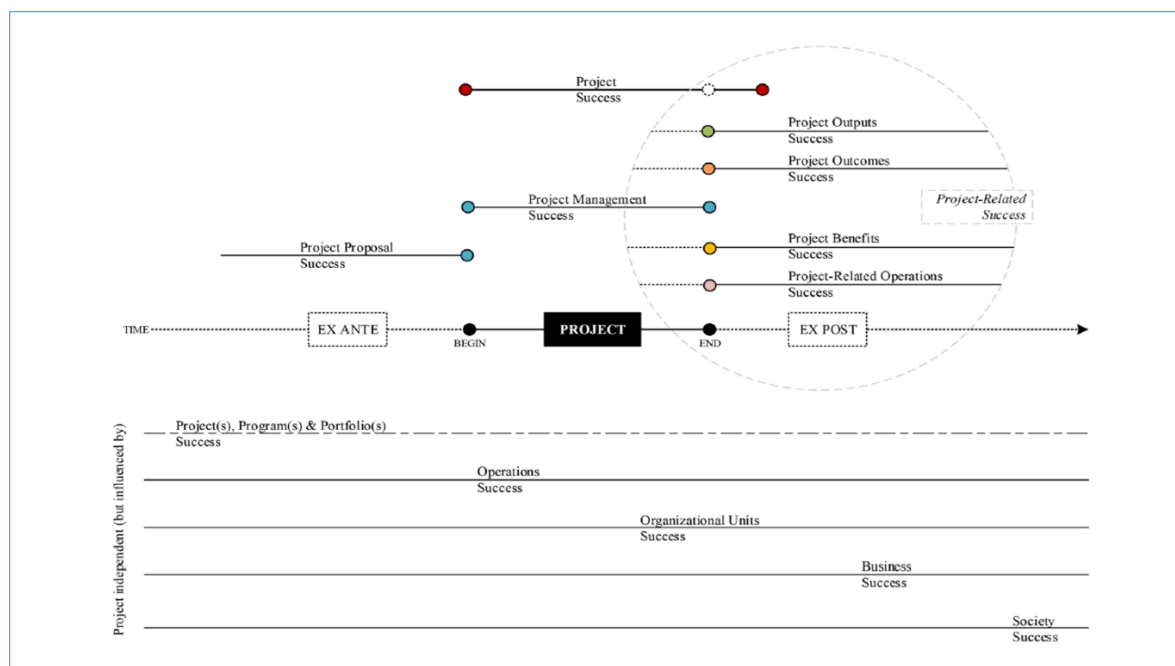 Project
Success
Project Outputs
Success
Project Outcomes
Success
Project Management
Success
Project-Related
Success
Project Proposal
Success
Project Benefits
Success
Project-Related Operations
Success
TIME
EX ANTE
BEGIN
PROJECT
END
EX POST
Project independent (but influenced by)
Project(s), Program(s) & Portfolio(s)
Success
Operations
Success
Organizational Units
Success
Business
Success
Society
Success